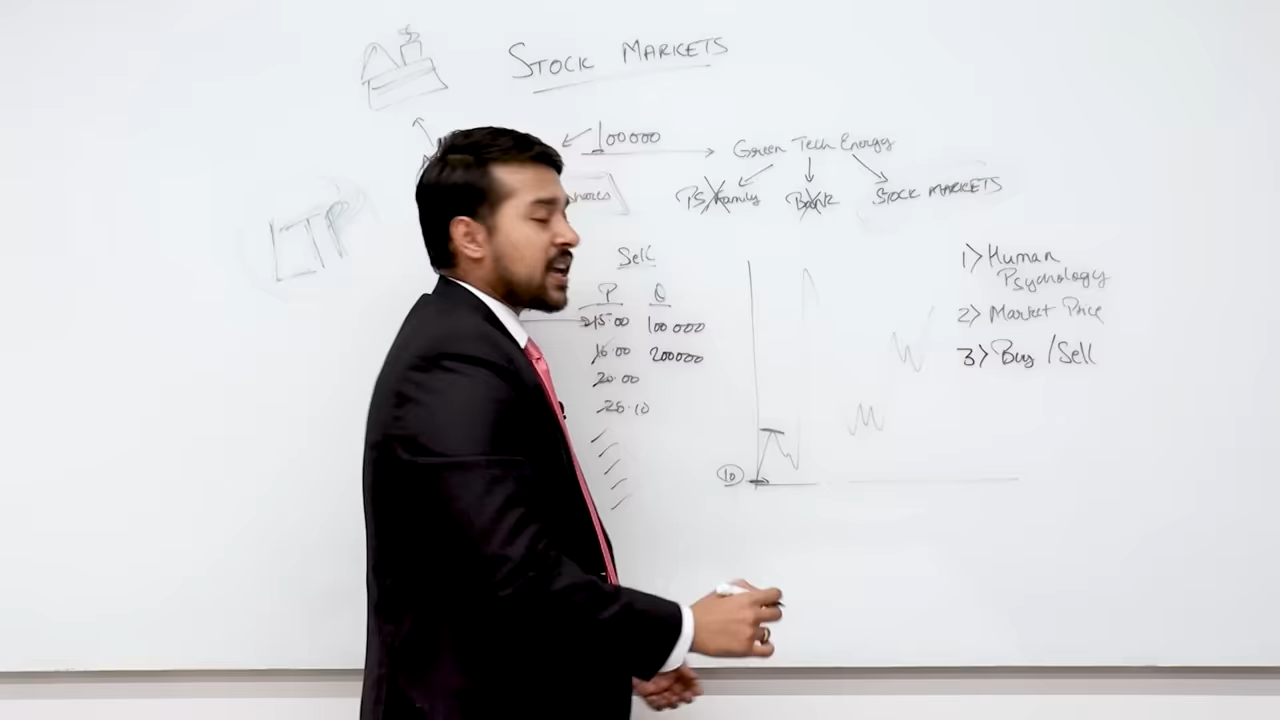 STOCK MARKETS
100000
Green Tech Energy
Family
BANK
STOCK MARKETS
LTP
Sell
P Q
15.00 100000
16.00 200000
20.00
25.10
10
1> Human
Psychology
2> Market Price
3> Buy / Sell